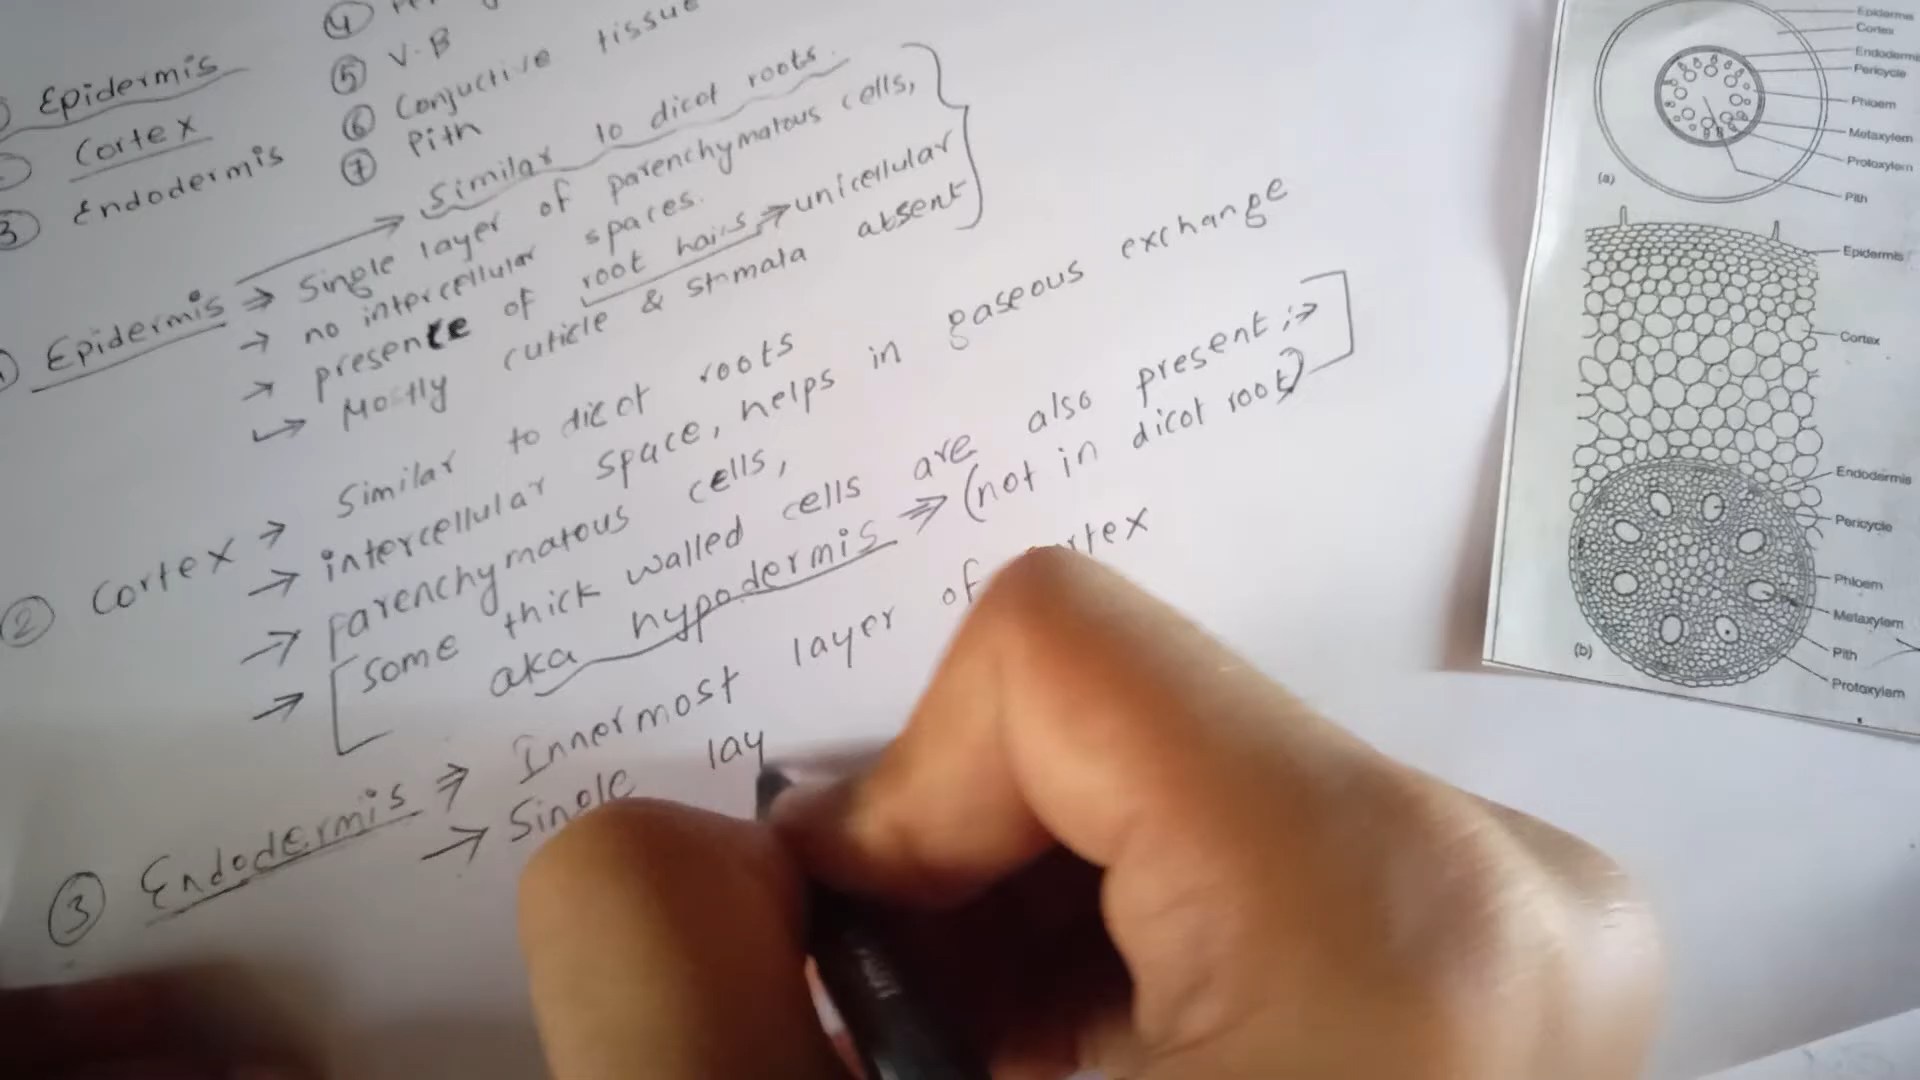 ④
Epidermis
⑤ V.B
Cortex
⑥ Conjuctive tissue
③ Endodermis
⑦ Pith
Epidermis → Similar to dicot roots.
⇒ Single layer of parenchymatous cells,
→ no intercellular spaces.
→ presence of root hairs → unicellular
↳ Mostly cuticle & stomata absent
② Cortex → Similar to dicot roots
→ intercellular space, helps in gaseous exchange
→ parenchymatous cells,
→ [some thick walled cells are also present :→]
aka hypodermis ⇒ (not in dicot root)
③ Endodermis ⇒ Innermost layer of
→ Single lay
Epidermis
Cortex
Endodermis
Pericycle
Phloem
Metaxylem
Protoxylem
Pith
(a)
Epidermis
Cortex
Endodermis
Pericycle
Phloem
Metaxylem
Pith
Protoxylem
(b)